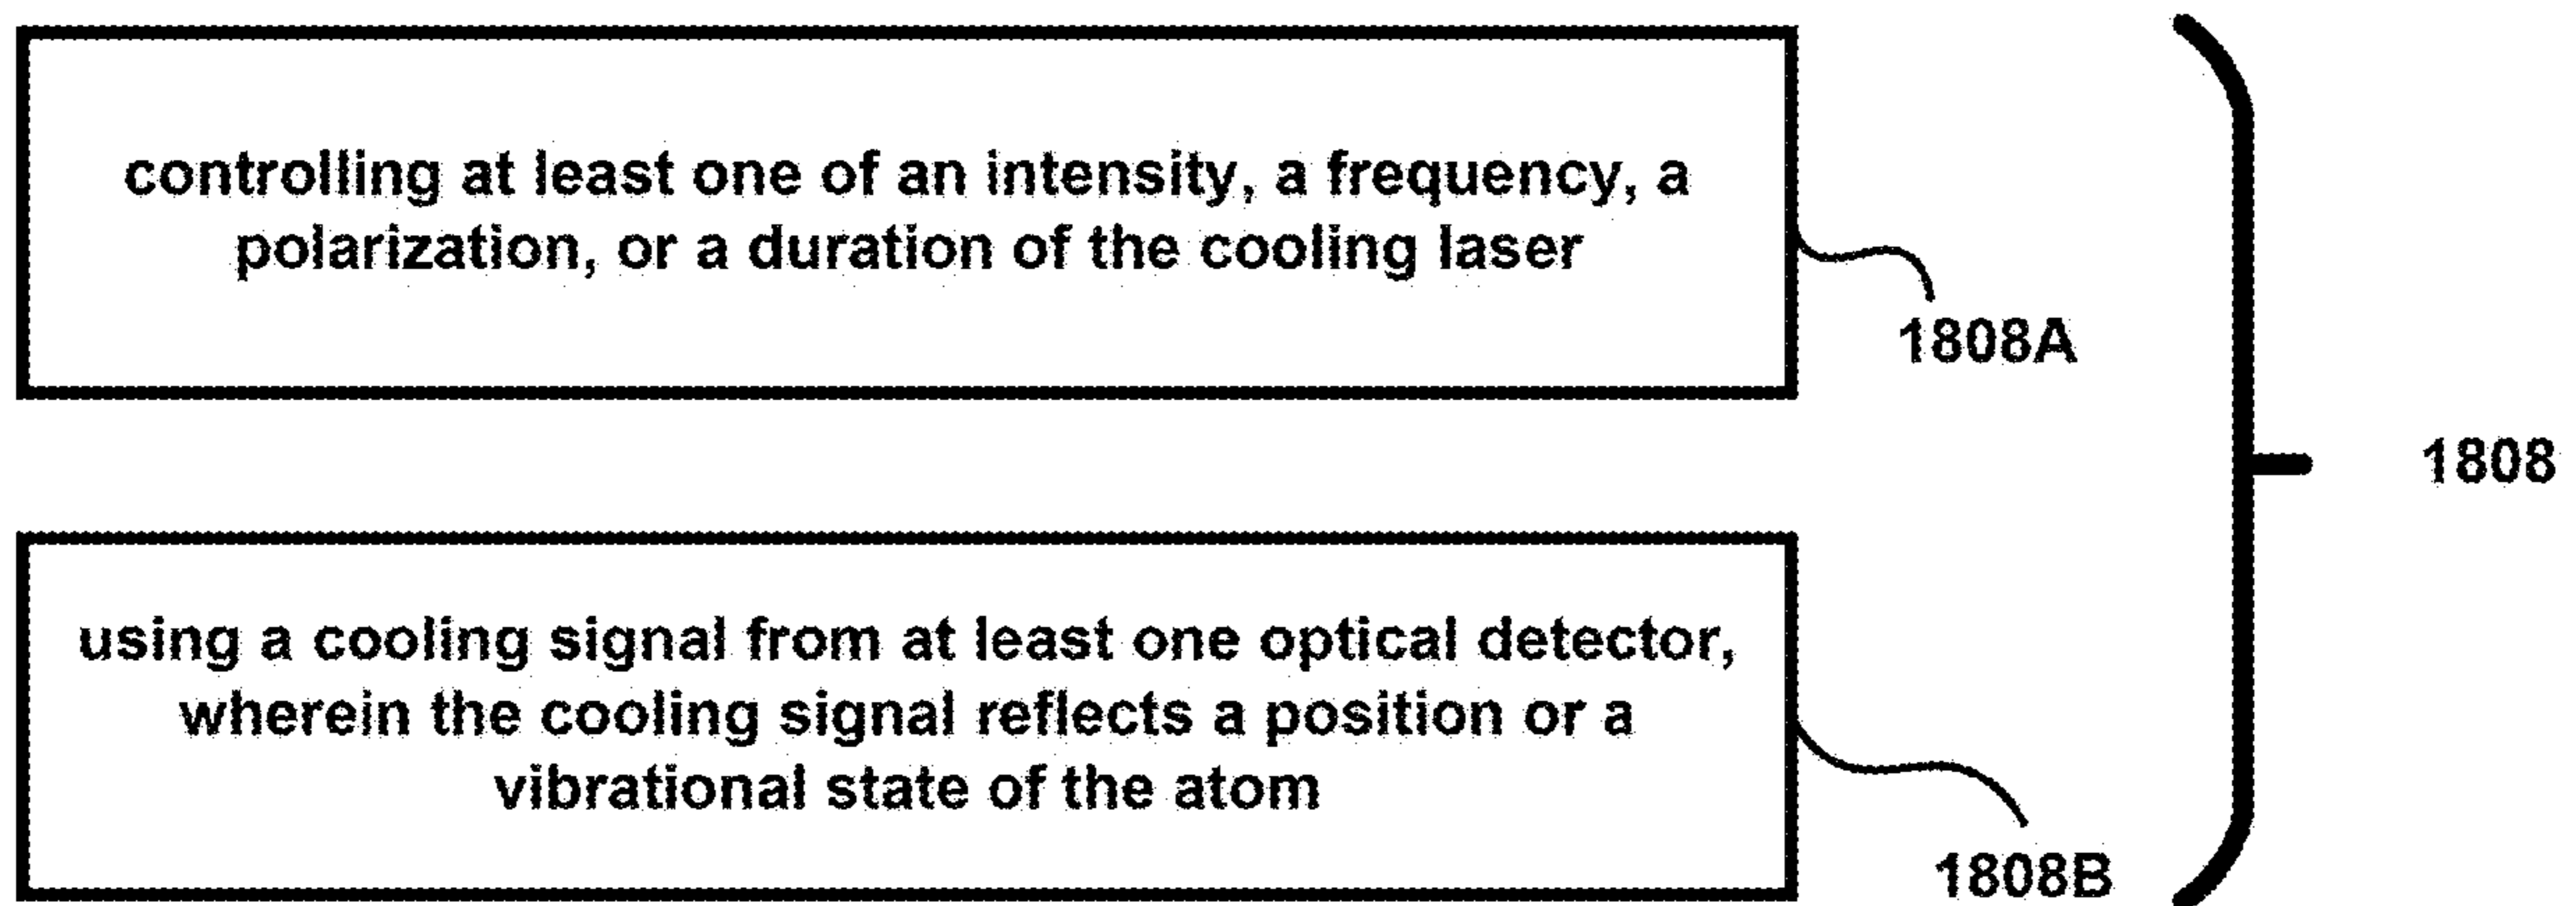 controlling at least one of an intensity, a frequency, a
polarization, or a duration of the cooling laser
1808A
1808
using a cooling signal from at least one optical detector,
wherein the cooling signal reflects a position or a
vibrational state of the atom
1808B